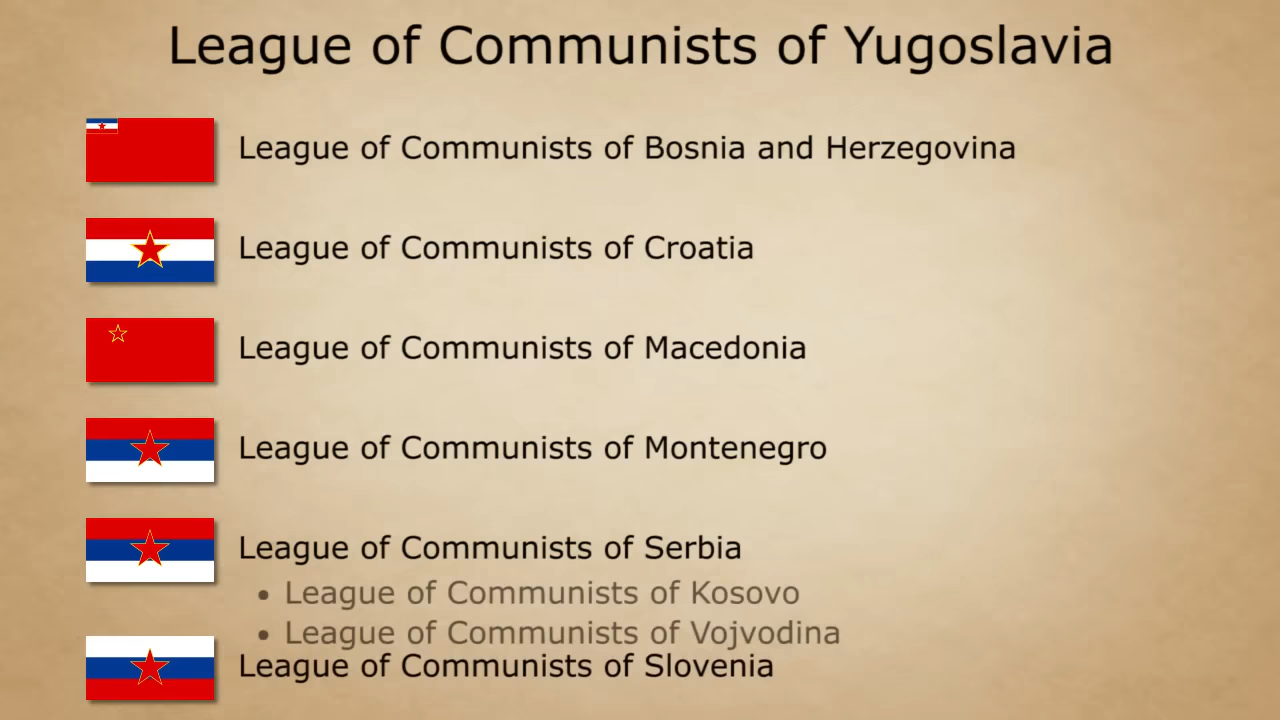 League of Communists of Yugoslavia
League of Communists of Bosnia and Herzegovina
League of Communists of Croatia
League of Communists of Macedonia
League of Communists of Montenegro
League of Communists of Serbia
• League of Communists of Kosovo
• League of Communists of Vojvodina
League of Communists of Slovenia